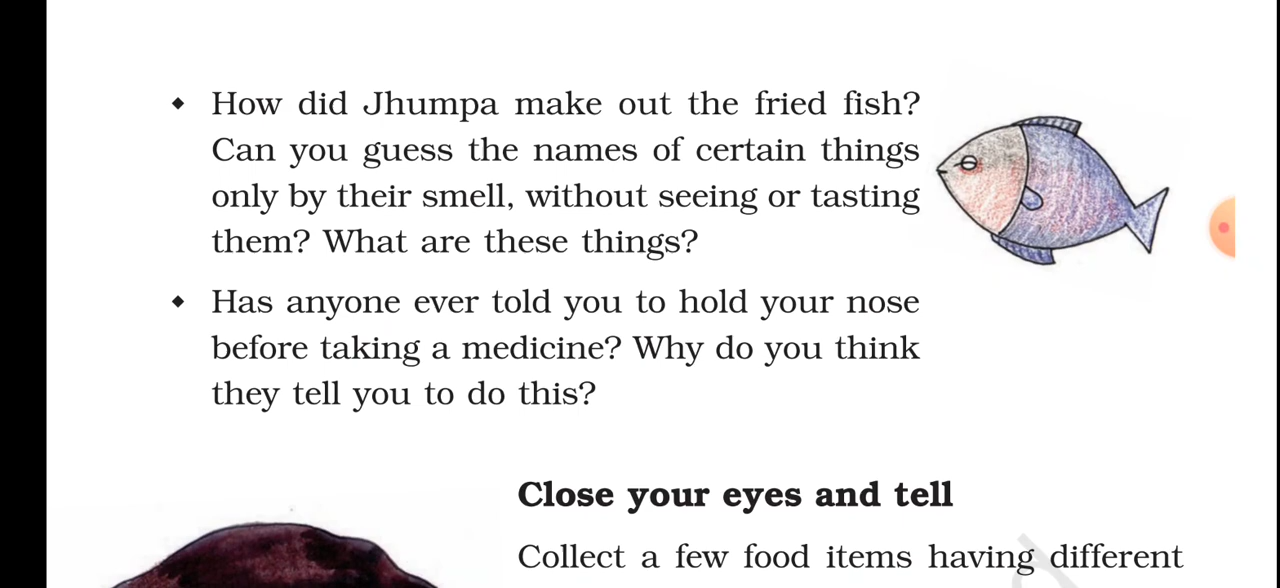 ◆ How did Jhumpa make out the fried fish?
Can you guess the names of certain things
only by their smell, without seeing or tasting
them? What are these things?
◆ Has anyone ever told you to hold your nose
before taking a medicine? Why do you think
they tell you to do this?
Close your eyes and tell
Collect a few food items having different